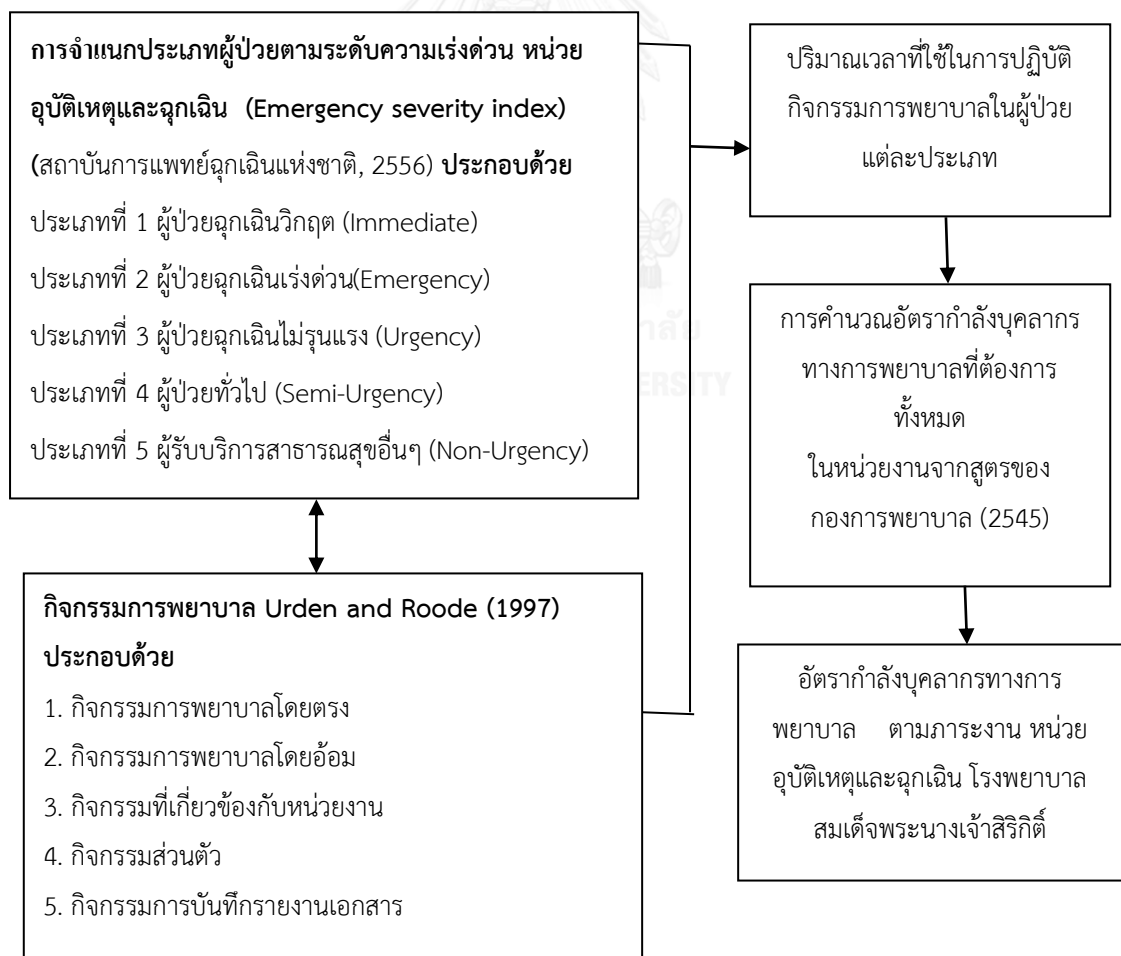 การจำแนกประเภทผู้ป่วยตามระดับความเร่งด่วน หน่วย
อุบัติเหตุและฉุกเฉิน (Emergency severity index)
(สถาบันการแพทย์ฉุกเฉินแห่งชาติ, 2556) ประกอบด้วย
ประเภทที่ 1 ผู้ป่วยฉุกเฉินวิกฤต (Immediate)
ประเภทที่ 2 ผู้ป่วยฉุกเฉินเร่งด่วน(Emergency)
ประเภทที่ 3 ผู้ป่วยฉุกเฉินไม่รุนแรง (Urgency)
ประเภทที่ 4 ผู้ป่วยทั่วไป (Semi-Urgency)
ประเภทที่ 5 ผู้รับบริการสาธารณสุขอื่นๆ (Non-Urgency)
กิจกรรมการพยาบาล Urden and Roode (1997)
ประกอบด้วย
1. กิจกรรมการพยาบาลโดยตรง
2. กิจกรรมการพยาบาลโดยอ้อม
3. กิจกรรมที่เกี่ยวข้องกับหน่วยงาน
4. กิจกรรมส่วนตัว
5. กิจกรรมการบันทึกรายงานเอกสาร
ปริมาณเวลาที่ใช้ในการปฏิบัติ
กิจกรรมการพยาบาลในผู้ป่วย
แต่ละประเภท
การคำนวณอัตรากำลังบุคลากร
ทางการพยาบาลที่ต้องการ
ทั้งหมด
ในหน่วยงานจากสูตรของ
กองการพยาบาล (2545)
อัตรากำลังบุคลากรทางการ
พยาบาล ตามภาระงาน หน่วย
อุบัติเหตุและฉุกเฉิน โรงพยาบาล
สมเด็จพระนางเจ้าสิริกิติ์